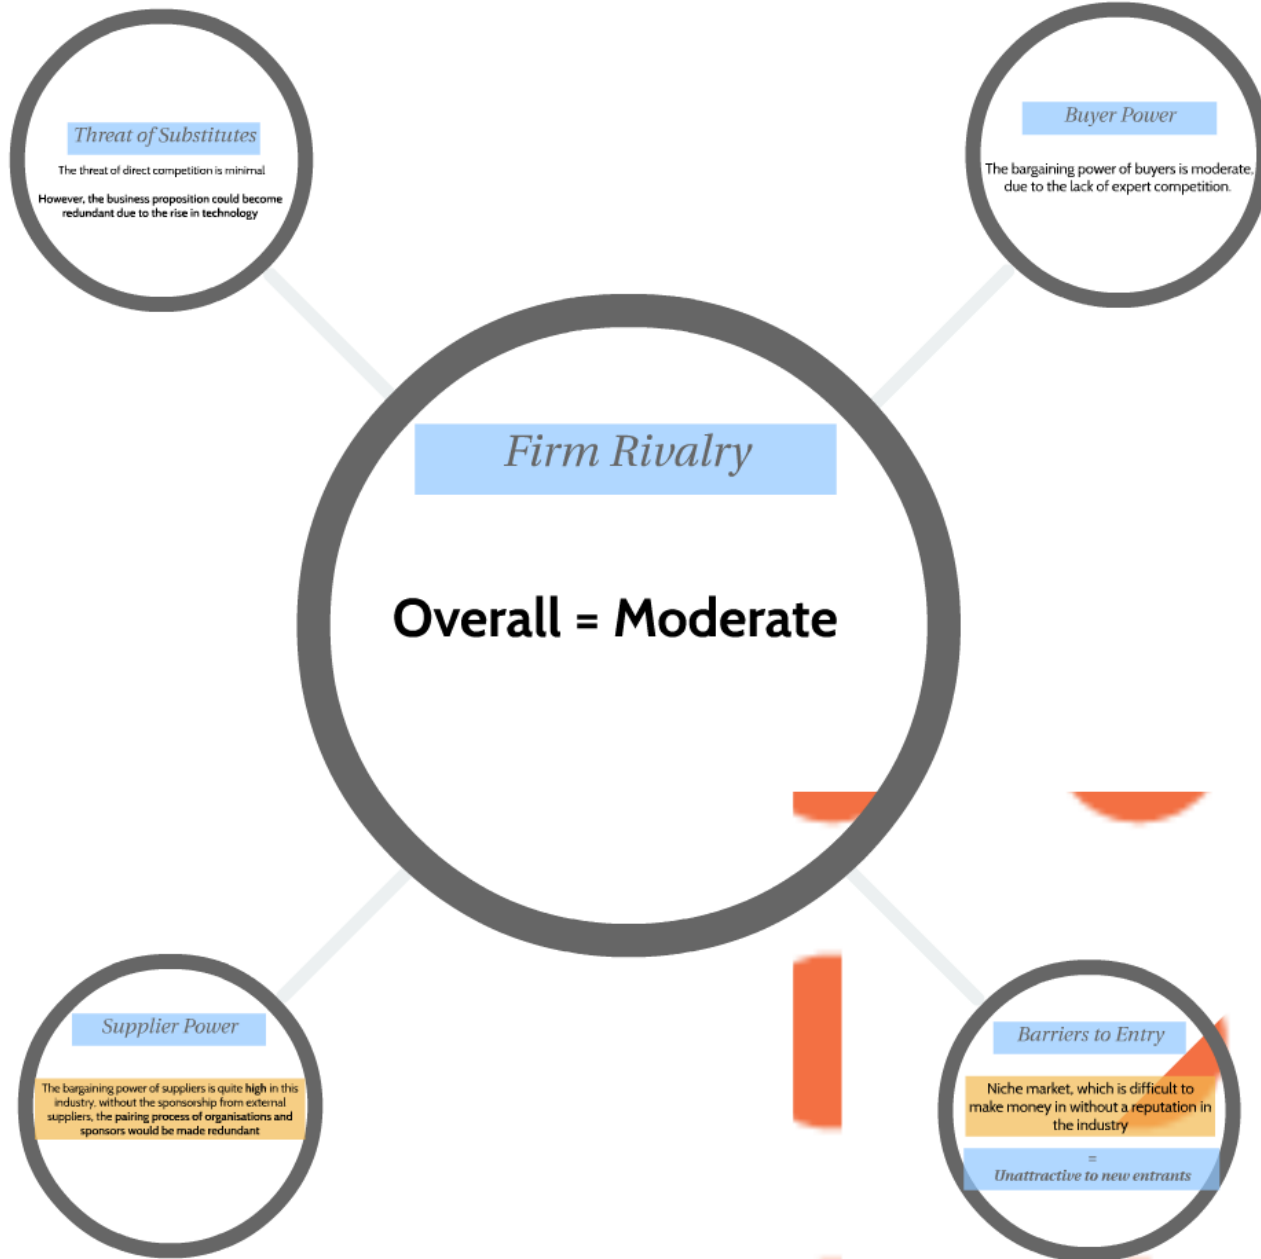 Threat of Substitutes
The threat of direct competition is minimal
However, the business proposition could become
redundant due to the rise in technology
Buyer Power
The bargaining power of buyers is moderate,
due to the lack of expert competition.
Firm Rivalry
Overall = Moderate
Supplier Power
The bargaining power of suppliers is quite high in this
industry, without the sponsorship from external
suppliers, the pairing process of organisations and
sponsors would be made redundant
Barriers to Entry
Niche market, which is difficult to
make money in without a reputation in
the industry
=
Unattractive to new entrants